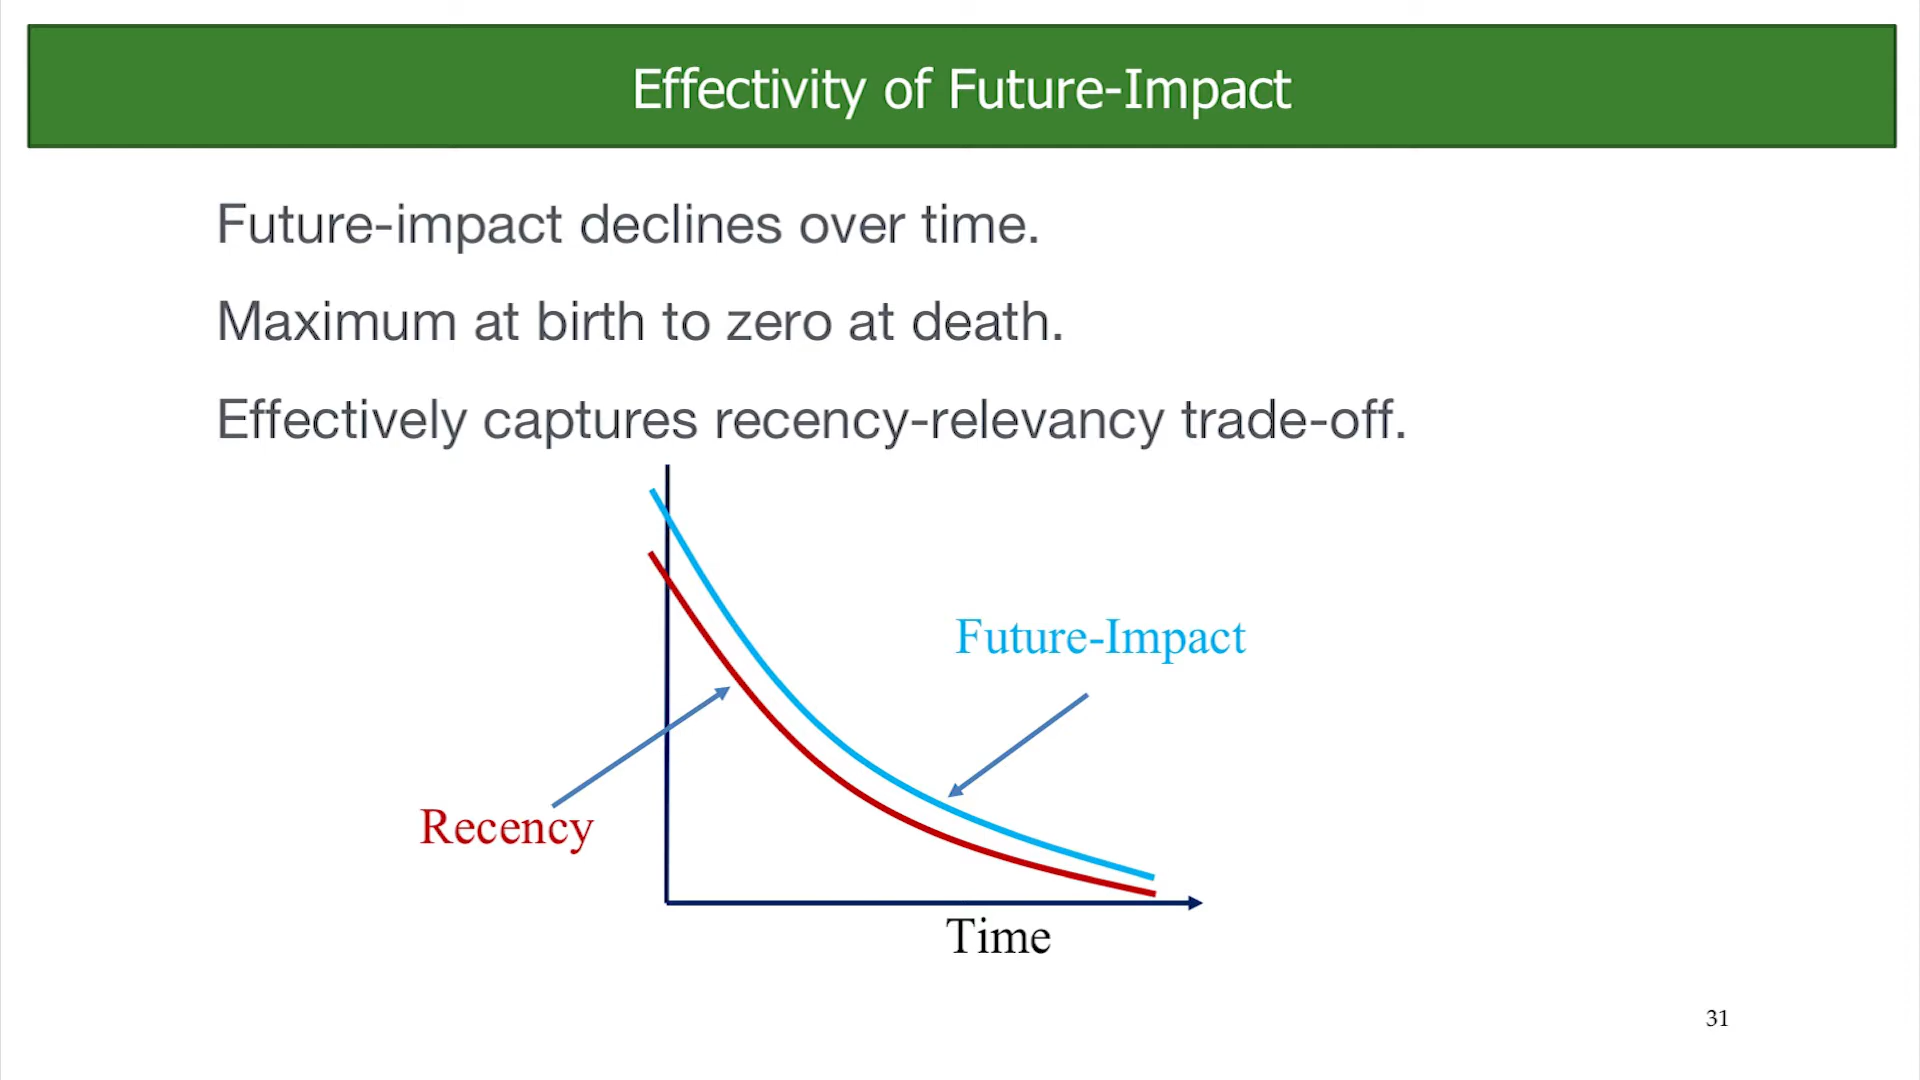 Effectivity of Future-Impact
Future-impact declines over time.
Maximum at birth to zero at death.
Effectively captures recency-relevancy trade-off.
Future-Impact
Recency
Time
31